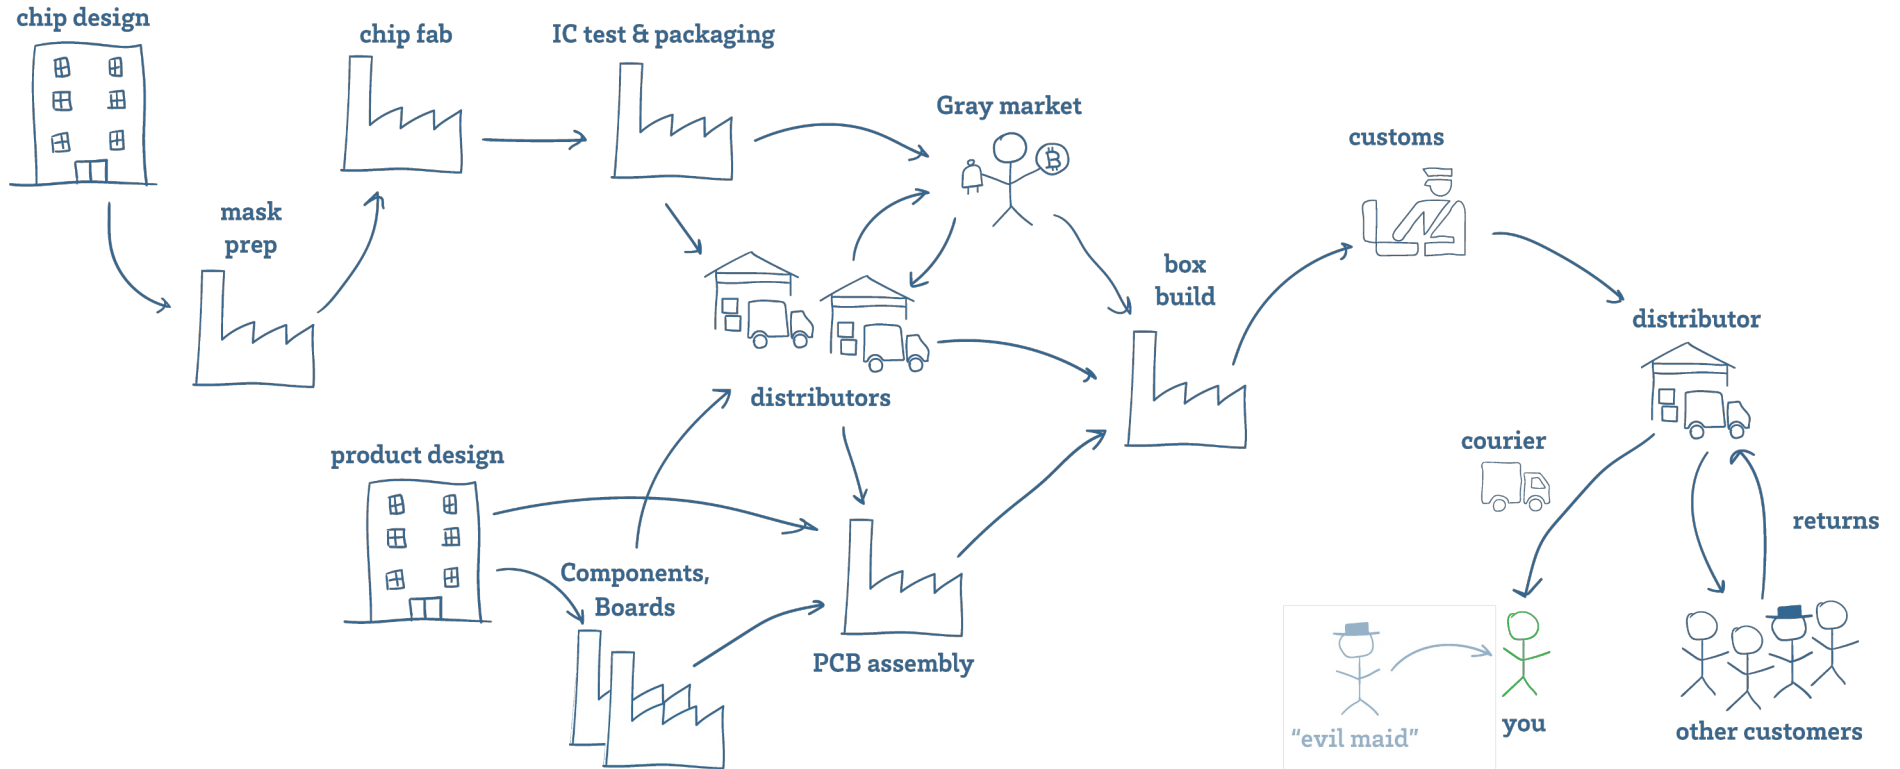 chip design
chip fab
IC test & packaging
Gray market
B
customs
mask
prep
box
build
distributor
distributors
courier
product design
returns
Components,
Boards
PCB assembly
"evil maid"
you
other customers